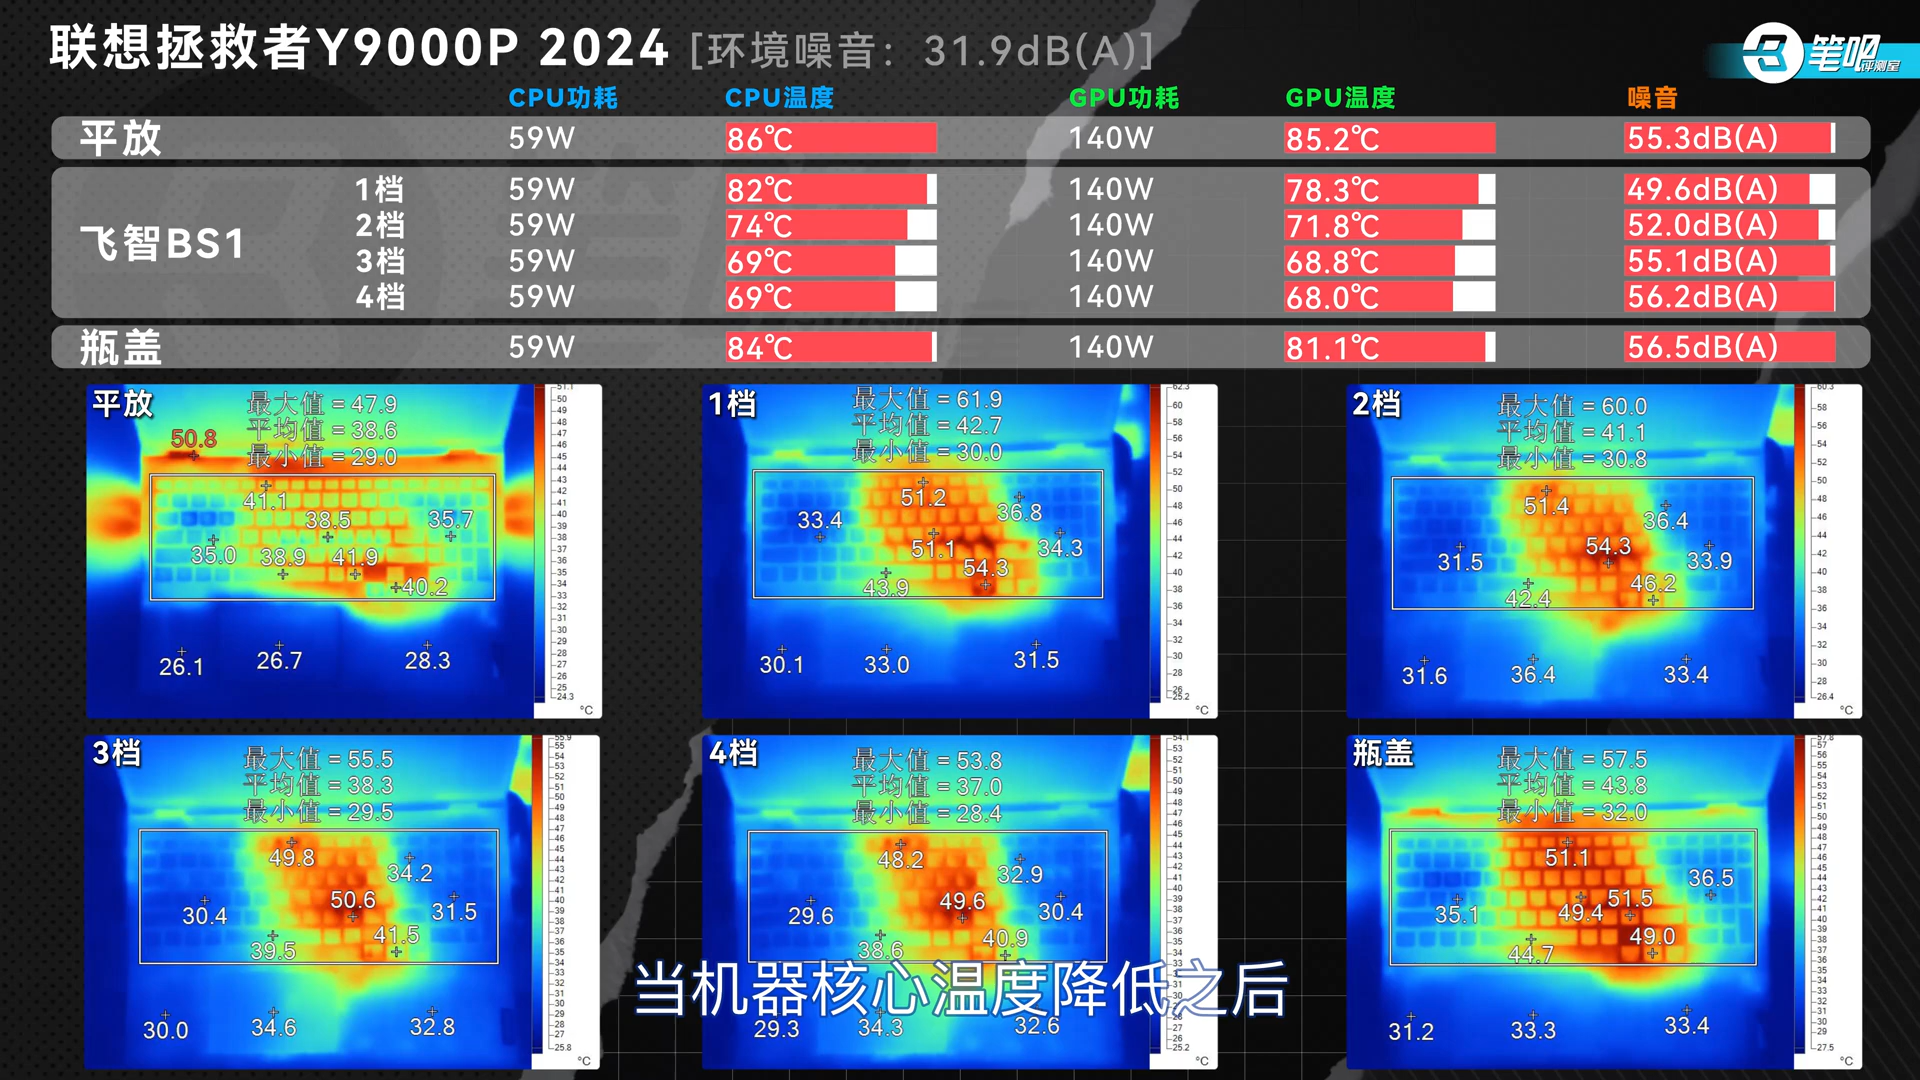 联想拯救者Y9000P 2024 [环境噪音：31.9dB(A)]
笔吧评测室
CPU功耗 CPU温度 GPU功耗 GPU温度 噪音
平放 59W 86℃ 140W 85.2℃ 55.3dB(A)
飞智BS1
1档 59W 82℃ 140W 78.3℃ 49.6dB(A)
2档 59W 74℃ 140W 71.8℃ 52.0dB(A)
3档 59W 69℃ 140W 68.8℃ 55.1dB(A)
4档 59W 69℃ 140W 68.0℃ 56.2dB(A)
瓶盖 59W 84℃ 140W 81.1℃ 56.5dB(A)
平放
最大值=47.9
平均值=38.6
最小值=29.0
50.8
41.1
38.5 35.7
35.0 38.9 41.9
40.2
26.1 26.7 28.3
℃
1档
最大值=61.9
平均值=42.7
最小值=30.0
51.2
33.4 36.8
51.1 34.3
43.9 54.3
30.1 33.0 31.5
℃
2档
最大值=60.0
平均值=41.1
最小值=30.8
51.4 36.4
31.5 54.3 33.9
42.4 46.2
31.6 36.4 33.4
℃
3档
最大值=55.5
平均值=38.3
最小值=29.5
49.8 34.2
30.4 50.6 31.5
39.5 41.5
30.0 34.6 32.8
℃
4档
最大值=53.8
平均值=37.0
最小值=28.4
48.2 32.9
29.6 49.6 30.4
38.6 40.9
29.3 34.3 32.6
℃
瓶盖
最大值=57.5
平均值=43.8
最小值=32.0
51.1 36.5
35.1 49.4 51.5
44.7 49.0
31.2 33.3 33.4
℃
当机器核心温度降低之后